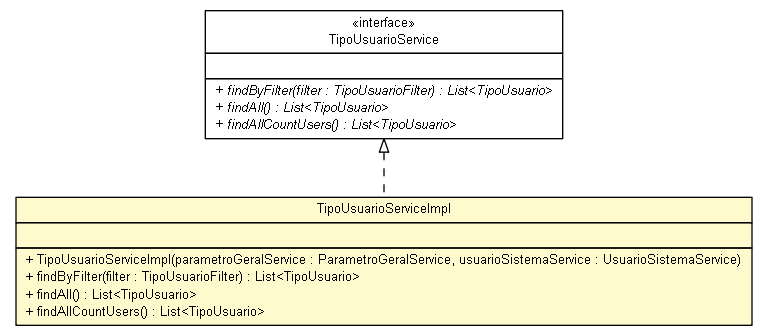 «interface»
TipoUsuarioService
+ findByFilter(filter : TipoUsuarioFilter) : List<TipoUsuario>
+ findAll() : List<TipoUsuario>
+ findAllCountUsers() : List<TipoUsuario>
TipoUsuarioServiceImpl
+ TipoUsuarioServiceImpl(parametroGeralService : ParametroGeralService, usuarioSistemaService : UsuarioSistemaService)
+ findByFilter(filter : TipoUsuarioFilter) : List<TipoUsuario>
+ findAll() : List<TipoUsuario>
+ findAllCountUsers() : List<TipoUsuario>